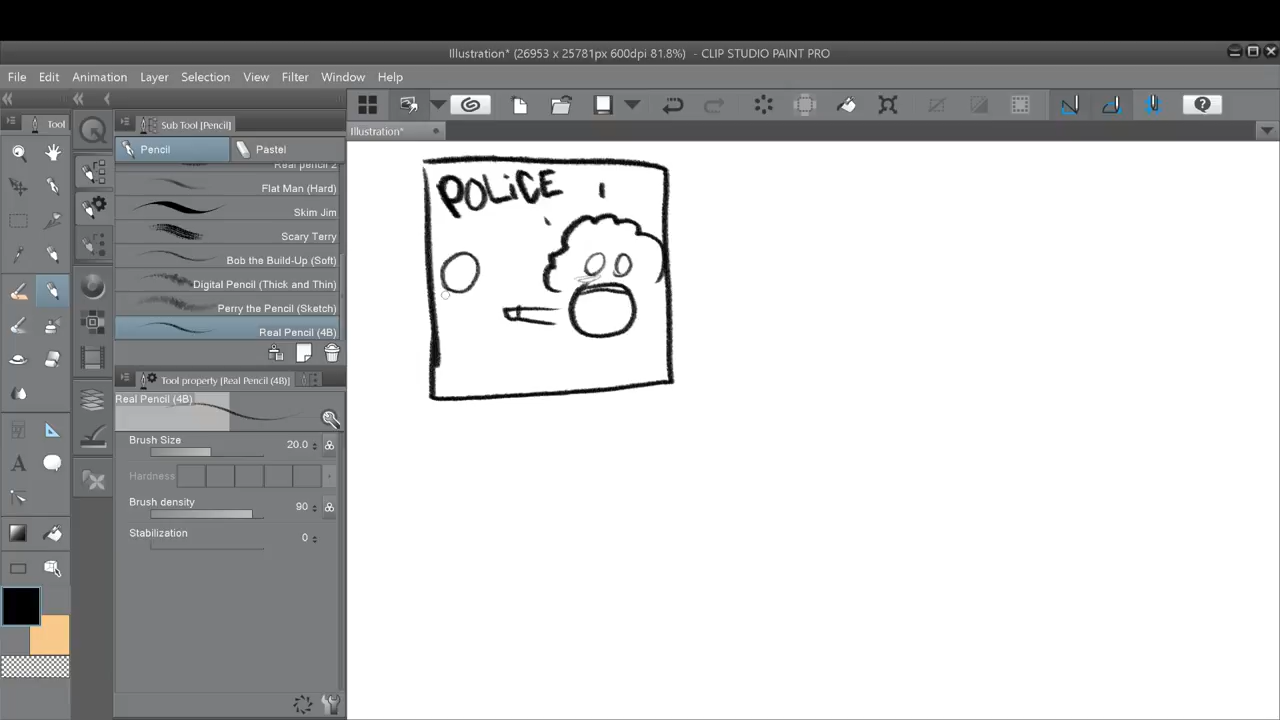 Illustration* (26953 x 25781px 600dpi 81.8%) - CLIP STUDIO PAINT PRO
File Edit Animation Layer Selection View Filter Window Help
Tool
Sub Tool [Pencil]
Illustration*
Pencil Pastel
Real pencil 2
Flat Man (Hard)
Skim Jim
Scary Terry
Bob the Build-Up (Soft)
Digital Pencil (Thick and Thin)
Perry the Pencil (Sketch)
Real Pencil (4B)
Tool property [Real Pencil (4B)]
Real Pencil (4B)
Brush Size 20.0
Hardness
Brush density 90
Stabilization 0
POLiCE